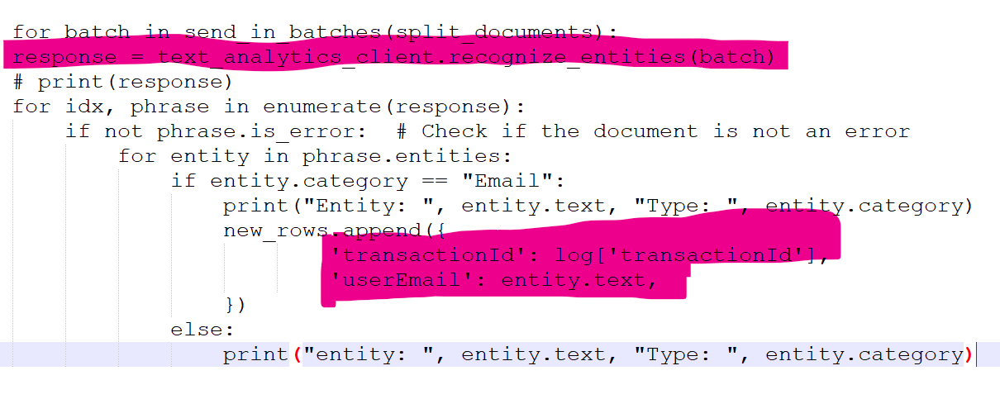 for batch in send_in_batches(split_documents):
response = text_analytics_client.recognize_entities(batch)
# print(response)
for idx, phrase in enumerate(response):
if not phrase.is_error:  # Check if the document is not an error
for entity in phrase.entities:
if entity.category == "Email":
print("Entity: ", entity.text, "Type: ", entity.category)
new_rows.append({
'transactionId': log['transactionId'],
'userEmail': entity.text,
})
else:
print("entity: ", entity.text, "Type: ", entity.category)